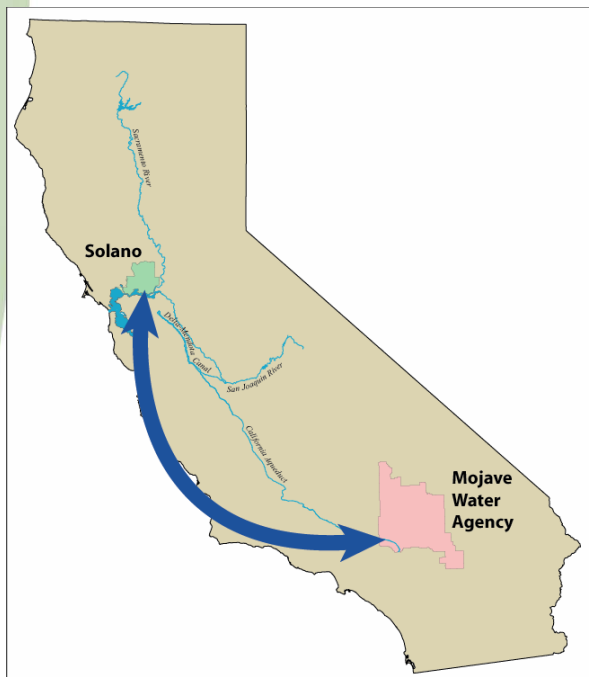 Sacramento River
Solano
Delta-Mendota Canal
San Joaquin River
California Aqueduct
Mojave
Water
Agency